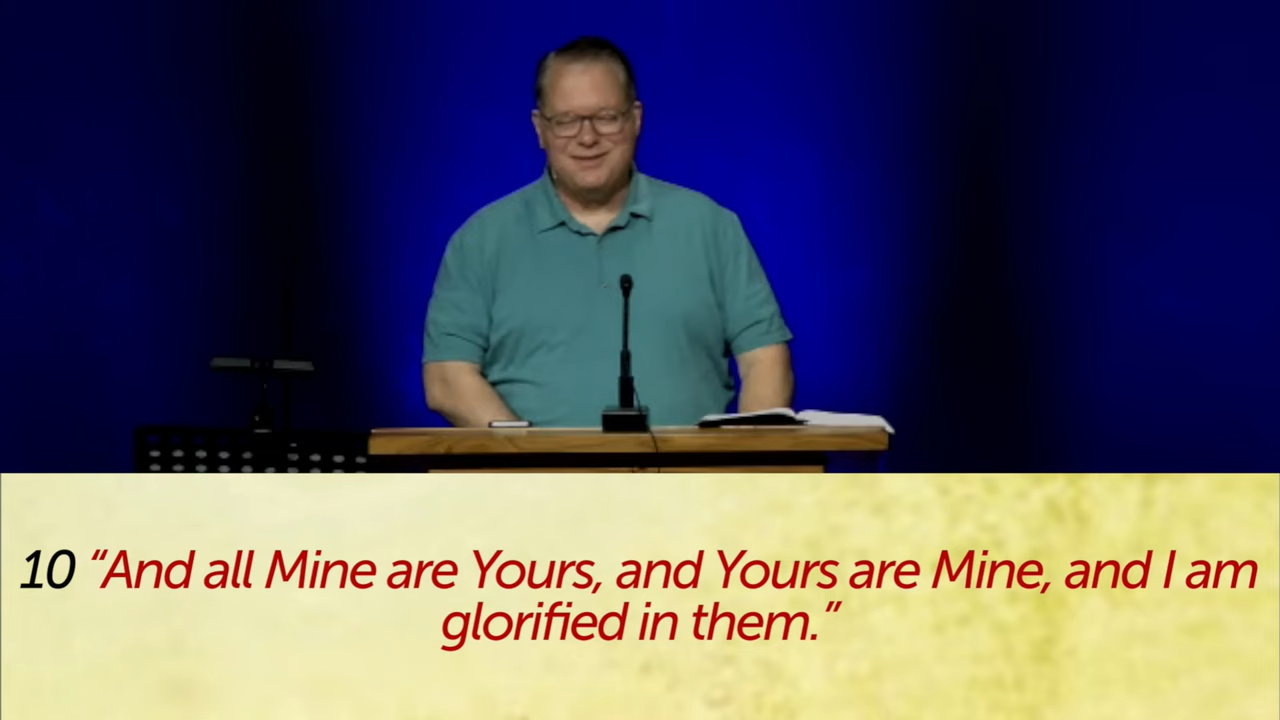 10 “And all Mine are Yours, and Yours are Mine, and I am
glorified in them.”